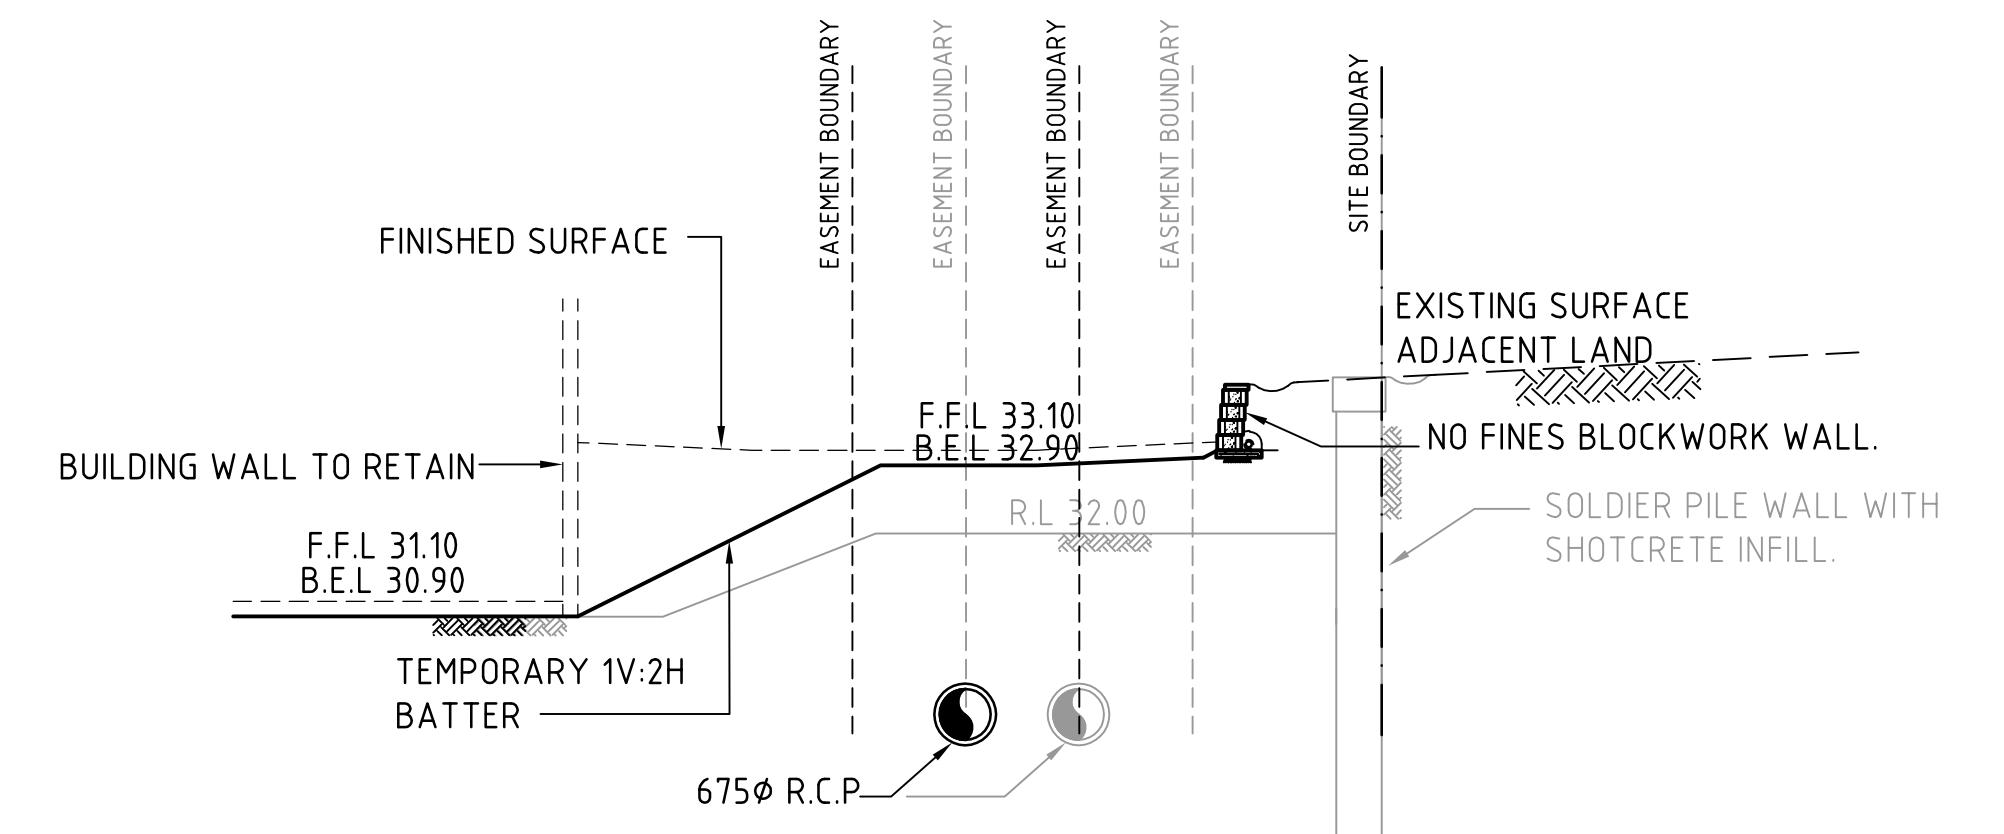 EASEMENT BOUNDARY
EASEMENT BOUNDARY
EASEMENT BOUNDARY
EASEMENT BOUNDARY
SITE BOUNDARY
FINISHED SURFACE
EXISTING SURFACE
ADJACENT LAND
F.F.L 33.10
B.E.L 32.90
NO FINES BLOCKWORK WALL.
BUILDING WALL TO RETAIN
R.L 32.00
SOLDIER PILE WALL WITH
SHOTCRETE INFILL.
F.F.L 31.10
B.E.L 30.90
TEMPORARY 1V:2H
BATTER
675Ø R.C.P